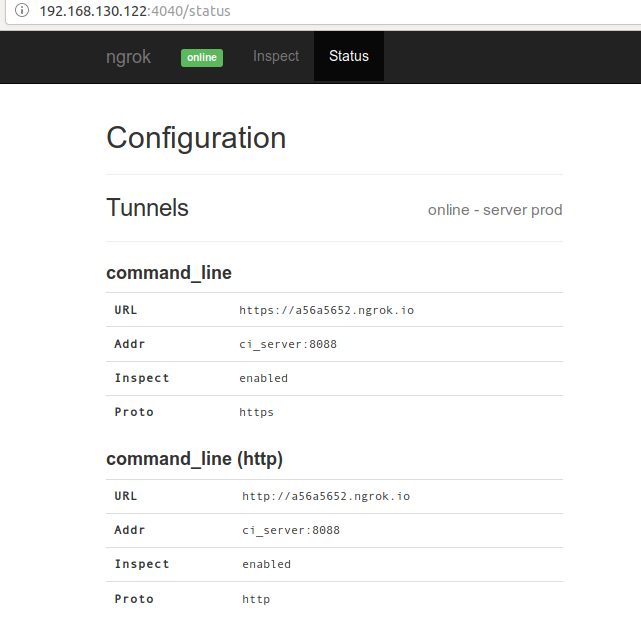 192.168.130.122:4040/status
ngrok online Inspect Status
Configuration
Tunnels online - server prod
command_line
URL https://a56a5652.ngrok.io
Addr ci_server:8088
Inspect enabled
Proto https
command_line (http)
URL http://a56a5652.ngrok.io
Addr ci_server:8088
Inspect enabled
Proto http